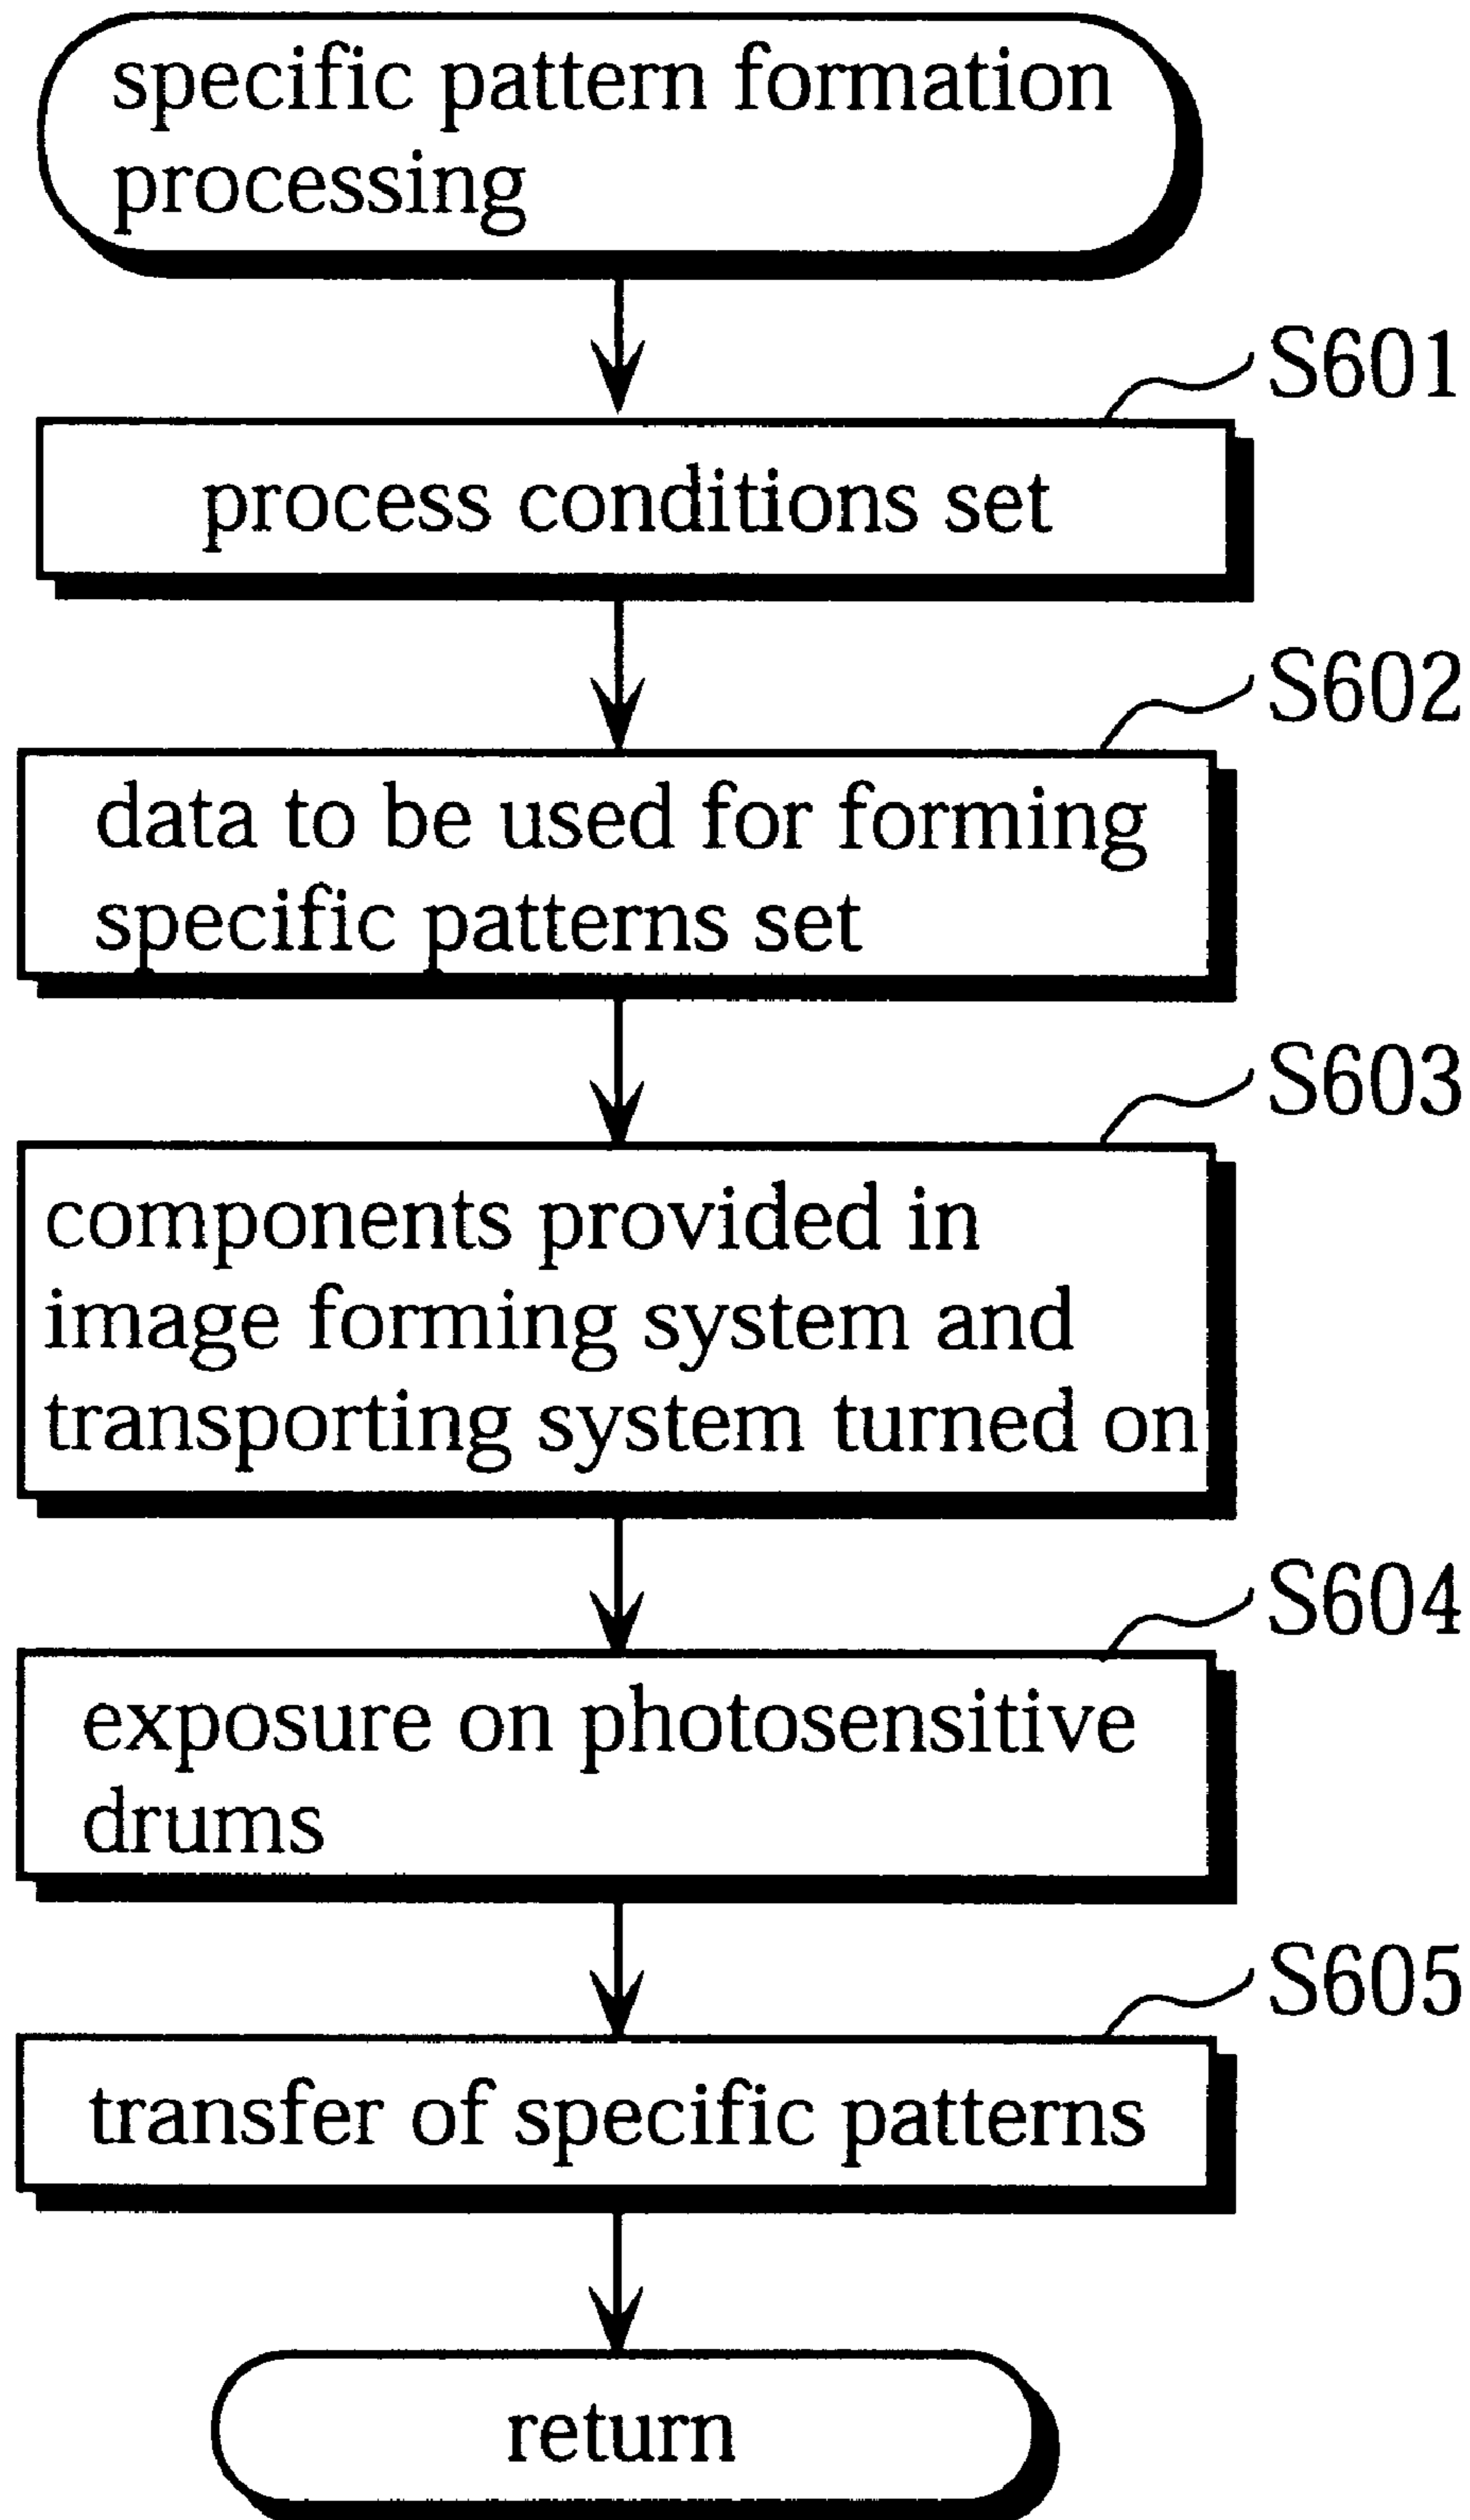 specific pattern formation
processing
S601
process conditions set
S602
data to be used for forming
specific patterns set
S603
components provided in
image forming system and
transporting system turned on
S604
exposure on photosensitive
drums
S605
transfer of specific patterns
return